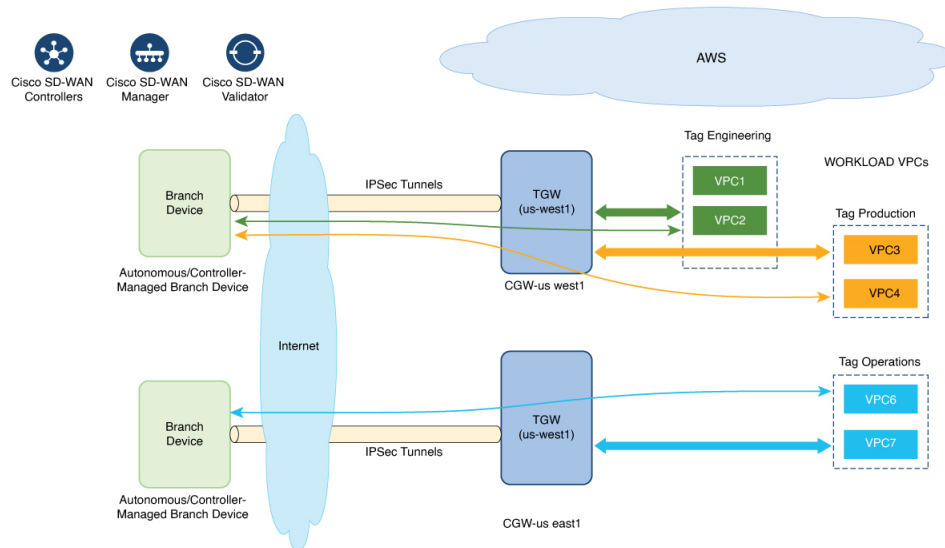 Cisco SD-WAN
Controllers
Cisco SD-WAN
Manager
Cisco SD-WAN
Validator
AWS
Tag Engineering
WORKLOAD VPCs
VPC1
VPC2
IPSec Tunnels
Branch
Device
TGW
(us-west1)
Tag Production
VPC3
VPC4
Autonomous/Controller-
Managed Branch Device
CGW-us west1
Internet
Tag Operations
VPC6
VPC7
Branch
Device
TGW
(us-west1)
IPSec Tunnels
Autonomous/Controller-
Managed Branch Device
CGW-us east1